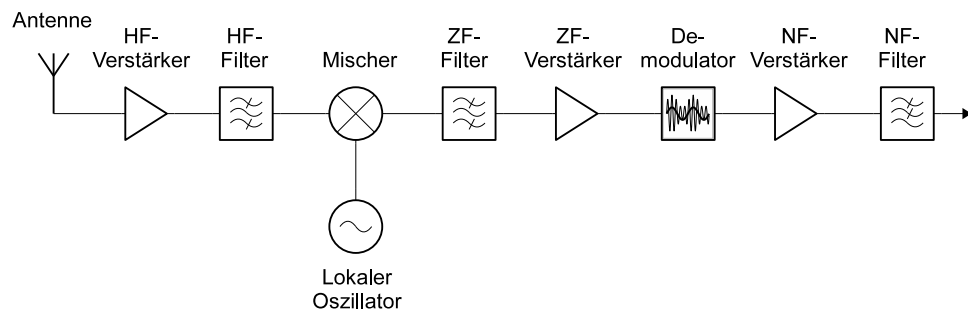 Antenne
HF-
Verstärker
HF-
Filter
Mischer
ZF-
Filter
ZF-
Verstärker
De-
modulator
NF-
Verstärker
NF-
Filter
Lokaler
Oszillator